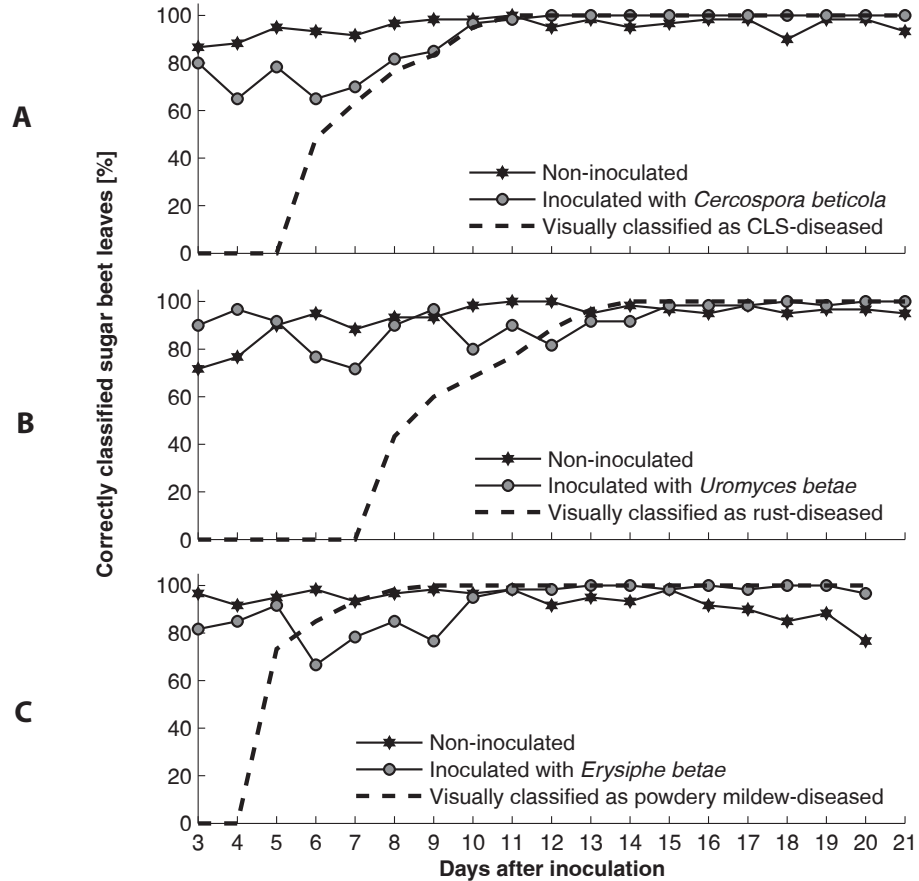 A
Correctly classified sugar beet leaves [%]
100
80
60
40
20
0
Non-inoculated
Inoculated with Cercospora beticola
Visually classified as CLS-diseased
B
100
80
60
40
20
0
Non-inoculated
Inoculated with Uromyces betae
Visually classified as rust-diseased
C
100
80
60
40
20
0
Non-inoculated
Inoculated with Erysiphe betae
Visually classified as powdery mildew-diseased
3 4 5 6 7 8 9 10 11 12 13 14 15 16 17 18 19 20 21
Days after inoculation